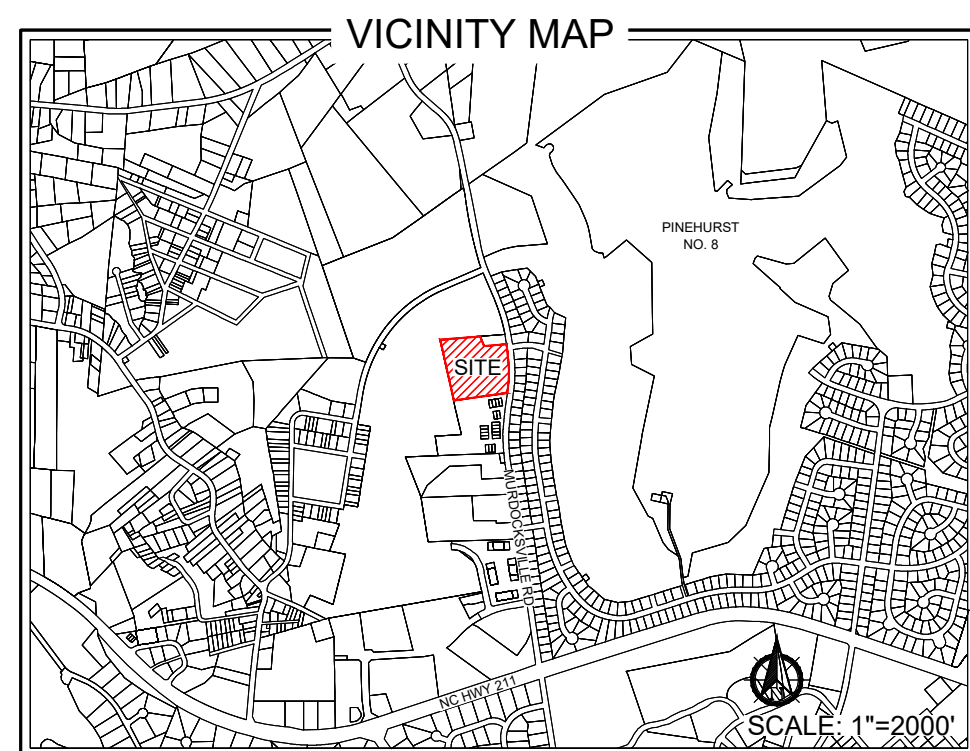 VICINITY MAP
PINEHURST
NO. 8
SITE
MURDOCKSVILLE RD
NC HWY 211
SCALE: 1"=2000'